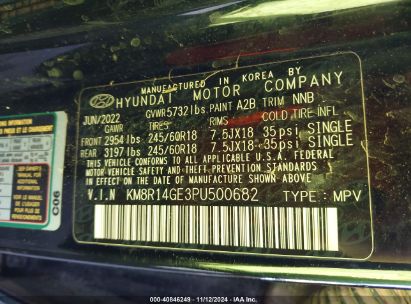 MANUFACTURED IN KOREA BY
HYUNDAI MOTOR COMPANY
JUN/2022 GVWR 5732 lbs. PAINT A2B TRIM NNB
GAWR TIRES RIMS COLD TIRE INFL.
FRONT 2954 lbs 245/60R18 7.5JX18 35 psi, SINGLE
REAR 3197 lbs 245/60R18 7.5JX18 35 psi, SINGLE
THIS VEHICLE CONFORMS TO ALL APPLICABLE U.S.A. FEDERAL
MOTOR-VEHICLE SAFETY AND THEFT PREVENTION STANDARDS
IN EFFECT ON THE DATE OF MANUFACTURE SHOWN ABOVE.
V.I.N KM8R14GE3PU500682 TYPE: MPV
C06
000-40846249 - 11/12/2024 - IAA Inc.